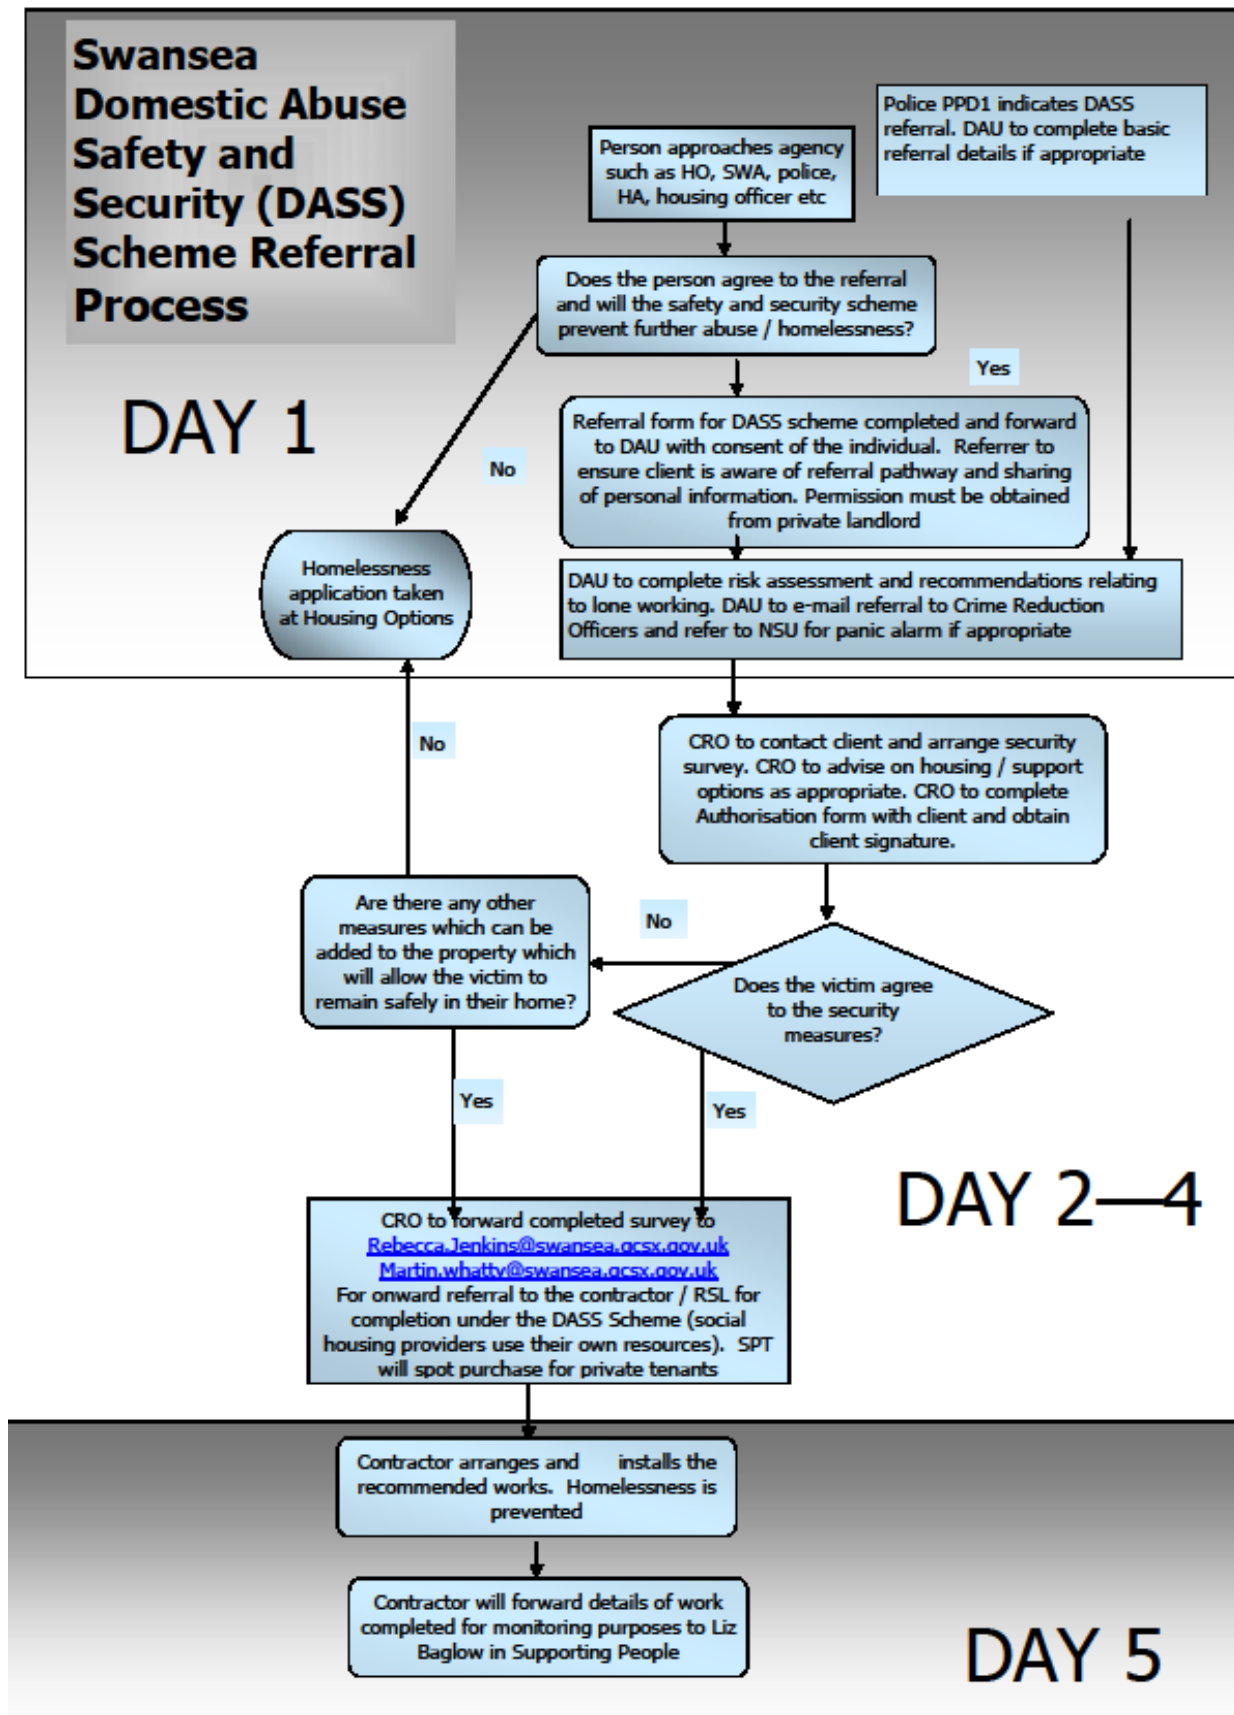 Swansea
Domestic Abuse
Safety and
Security (DASS)
Scheme Referral
Process
Police PPD1 indicates DASS
referral. DAU to complete basic
referral details if appropriate
Person approaches agency
such as HO, SWA, police,
HA, housing officer etc
Does the person agree to the referral
and will the safety and security scheme
prevent further abuse / homelessness?
Yes
DAY 1
No
Referral form for DASS scheme completed and forward
to DAU with consent of the individual. Referrer to
ensure client is aware of referral pathway and sharing
of personal information. Permission must be obtained
from private landlord
Homelessness
application taken
at Housing Options
DAU to complete risk assessment and recommendations relating
to lone working. DAU to e-mail referral to Crime Reduction
Officers and refer to NSU for panic alarm if appropriate
No
CRO to contact client and arrange security
survey. CRO to advise on housing / support
options as appropriate. CRO to complete
Authorisation form with client and obtain
client signature.
Are there any other
measures which can be
added to the property which
will allow the victim to
remain safely in their home?
No
Does the victim agree
to the security
measures?
Yes
Yes
DAY 2—4
CRO to forward completed survey to
Rebecca.Jenkins@swansea.gcsx.gov.uk
Martin.whatty@swansea.gcsx.gov.uk
For onward referral to the contractor / RSL for
completion under the DASS Scheme (social
housing providers use their own resources). SPT
will spot purchase for private tenants
Contractor arranges and installs the
recommended works. Homelessness is
prevented
Contractor will forward details of work
completed for monitoring purposes to Liz
Baglow in Supporting People
DAY 5